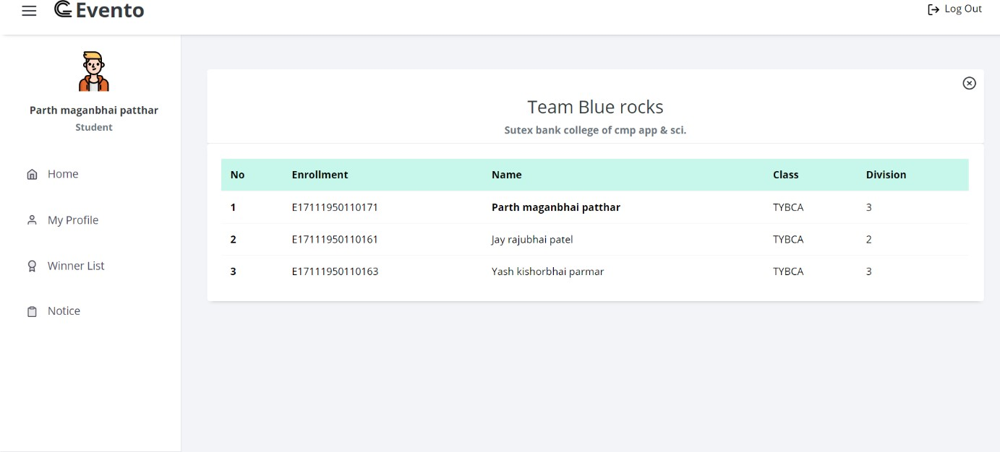 Evento
Log Out
Parth maganbhai patthar
Student
Home
My Profile
Winner List
Notice
Team Blue rocks
Sutex bank college of cmp app & sci.
No Enrollment Name Class Division
1 E17111950110171 Parth maganbhai patthar TYBCA 3
2 E17111950110161 Jay rajubhai patel TYBCA 2
3 E17111950110163 Yash kishorbhai parmar TYBCA 3